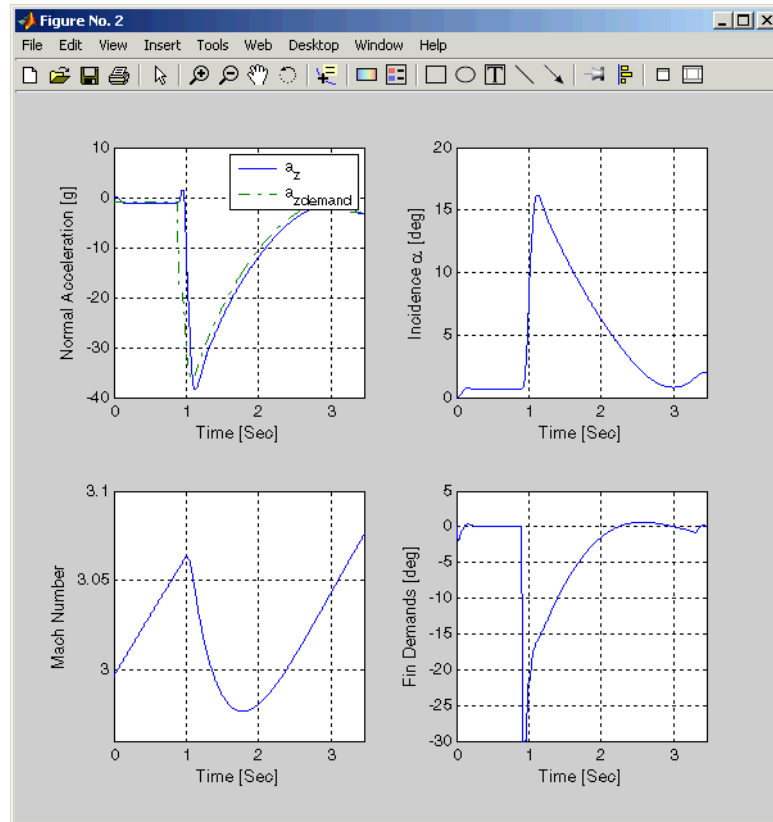 Figure No. 2
File Edit View Insert Tools Web Desktop Window Help
10
0
-10
-20
-30
-40
Normal Acceleration [g]
a_z
a_zdemand
0 1 2 3
Time [Sec]
20
15
10
5
0
Incidence α [deg]
0 1 2 3
Time [Sec]
3.1
3.05
3
Mach Number
0 1 2 3
Time [Sec]
5
0
-5
-10
-15
-20
-25
-30
Fin Demands [deg]
0 1 2 3
Time [Sec]